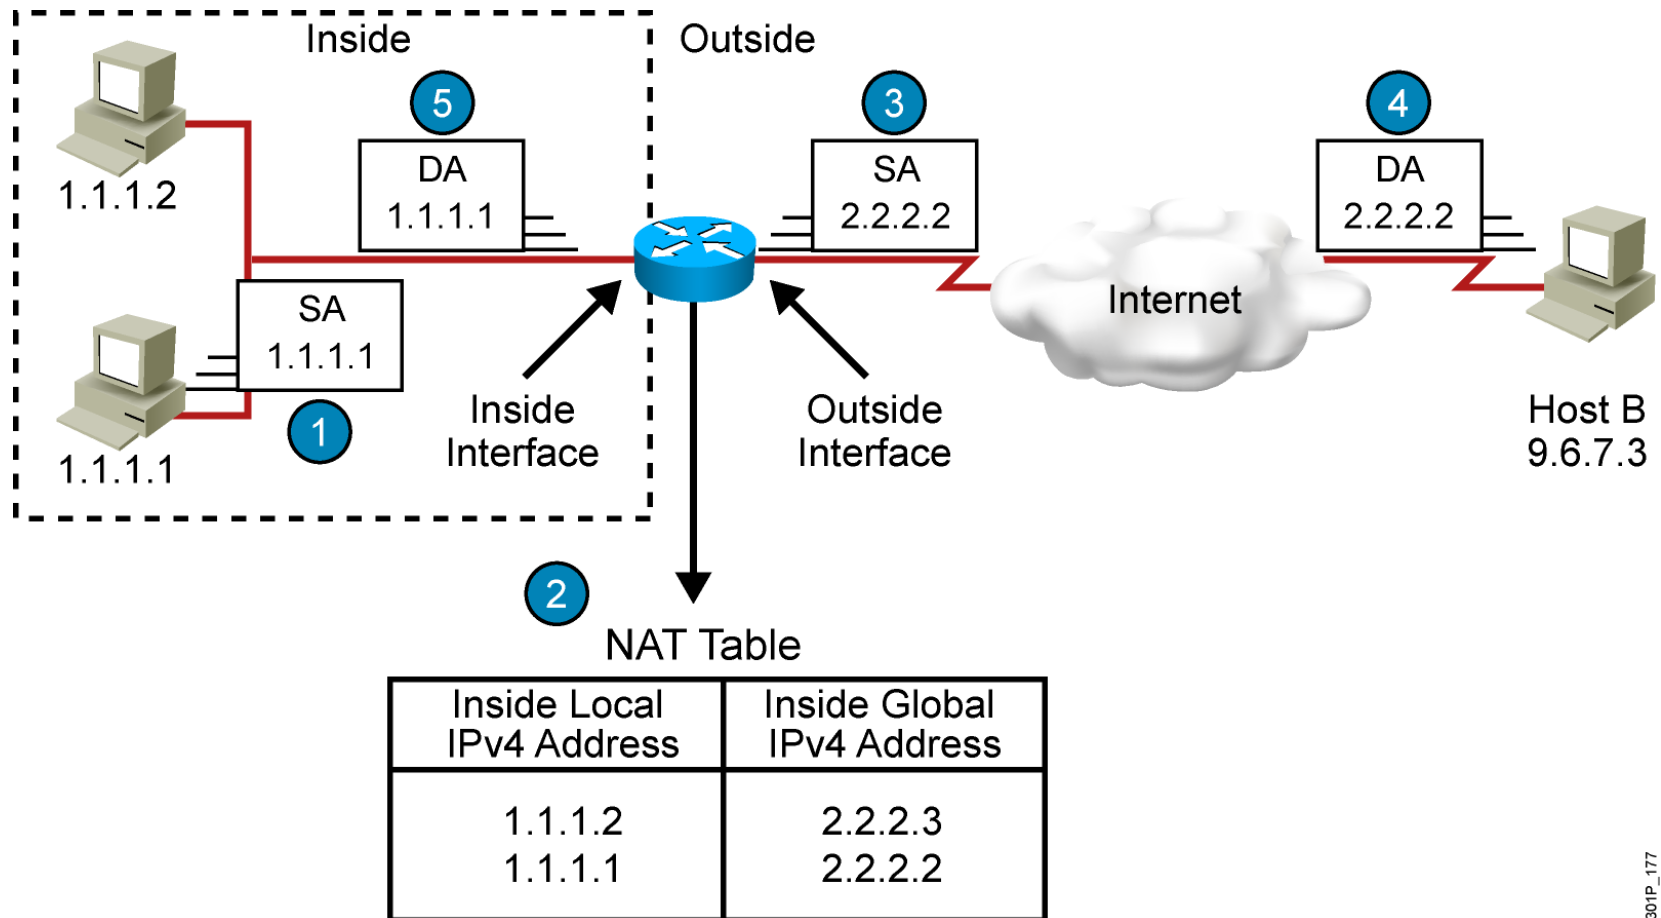 Inside
Outside
5
3
4
DA
1.1.1.1
SA
2.2.2.2
DA
2.2.2.2
1.1.1.2
SA
1.1.1.1
1
1.1.1.1
Inside
Interface
Outside
Interface
Internet
Host B
9.6.7.3
2
NAT Table
Inside Local
IPv4 Address
Inside Global
IPv4 Address
1.1.1.2
2.2.2.3
1.1.1.1
2.2.2.2
301P_177